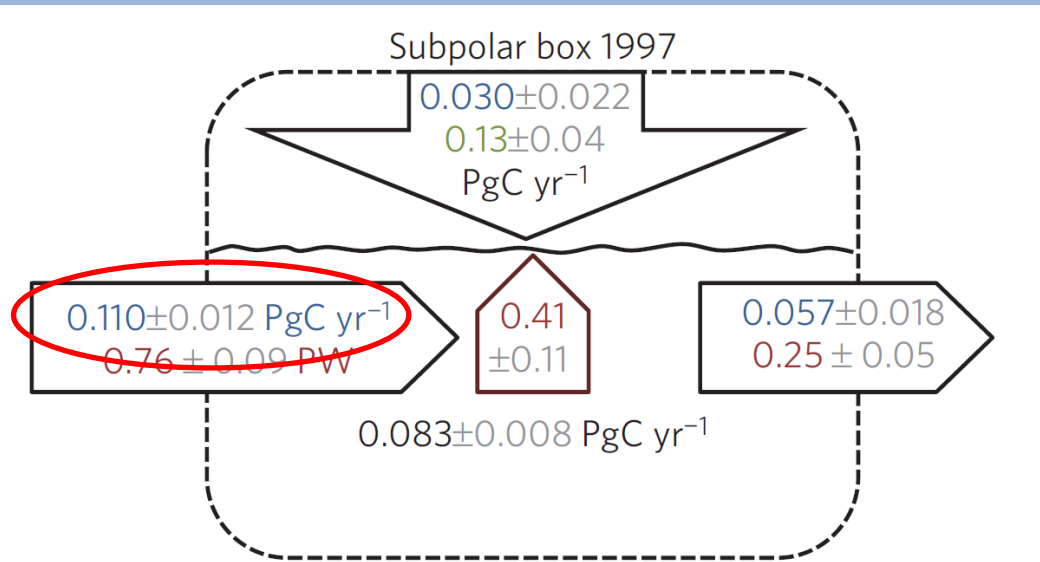 Subpolar box 1997
0.030±0.022
0.13±0.04
PgC yr⁻¹
0.110±0.012 PgC yr⁻¹
0.76 ± 0.09 PW
0.41
±0.11
0.057±0.018
0.25 ± 0.05
0.083±0.008 PgC yr⁻¹